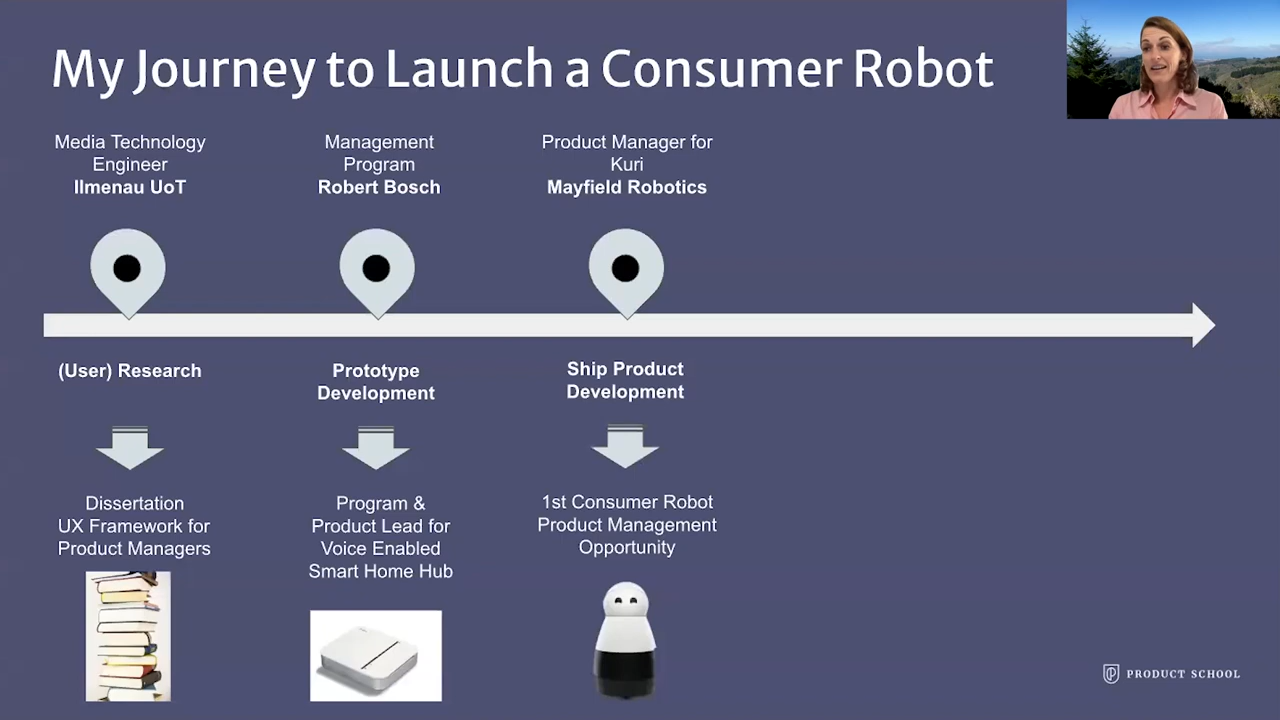 My Journey to Launch a Consumer Robot
Media Technology
Engineer
Ilmenau UoT
Management
Program
Robert Bosch
Product Manager for
Kuri
Mayfield Robotics
(User) Research
Prototype
Development
Ship Product
Development
Dissertation
UX Framework for
Product Managers
Program &
Product Lead for
Voice Enabled
Smart Home Hub
1st Consumer Robot
Product Management
Opportunity
PRODUCT SCHOOL